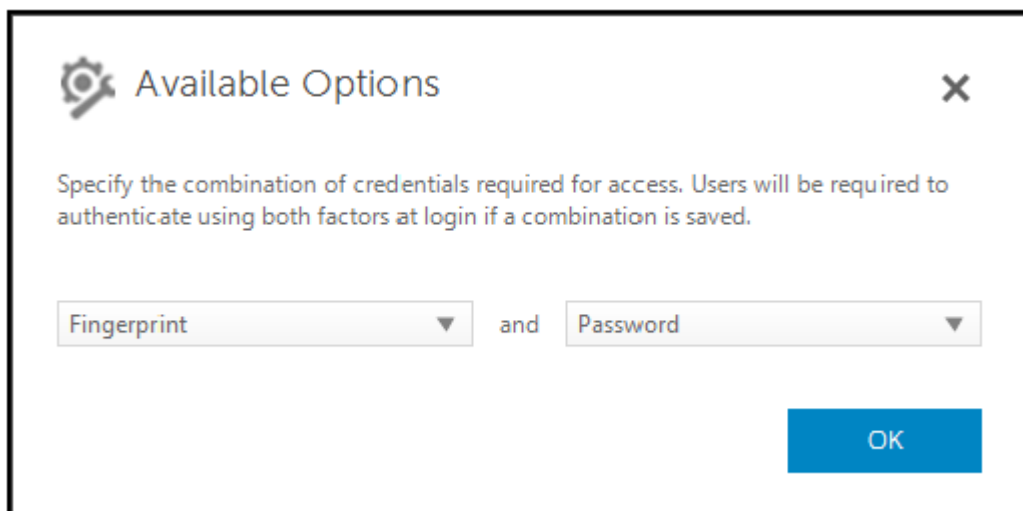 Available Options
Specify the combination of credentials required for access. Users will be required to
authenticate using both factors at login if a combination is saved.
Fingerprint and Password
OK